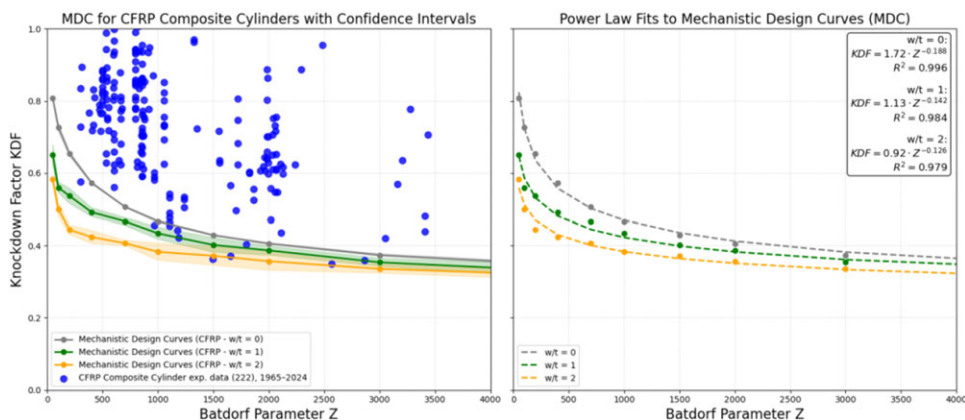 MDC for CFRP Composite Cylinders with Confidence Intervals
Knockdown Factor KDF
1.0
0.8
0.6
0.4
0.2
0.0
Mechanistic Design Curves (CFRP - w/t = 0)
Mechanistic Design Curves (CFRP - w/t = 1)
Mechanistic Design Curves (CFRP - w/t = 2)
CFRP Composite Cylinder exp. data (222), 1965–2024
0 500 1000 1500 2000 2500 3000 3500 4000
Batdorf Parameter Z
Power Law Fits to Mechanistic Design Curves (MDC)
w/t = 0:
KDF = 1.72 · Z^−0.188
R² = 0.996
w/t = 1:
KDF = 1.13 · Z^−0.142
R² = 0.984
w/t = 2:
KDF = 0.92 · Z^−0.126
R² = 0.979
w/t = 0
w/t = 1
w/t = 2
0 500 1000 1500 2000 2500 3000 3500 4000
Batdorf Parameter Z